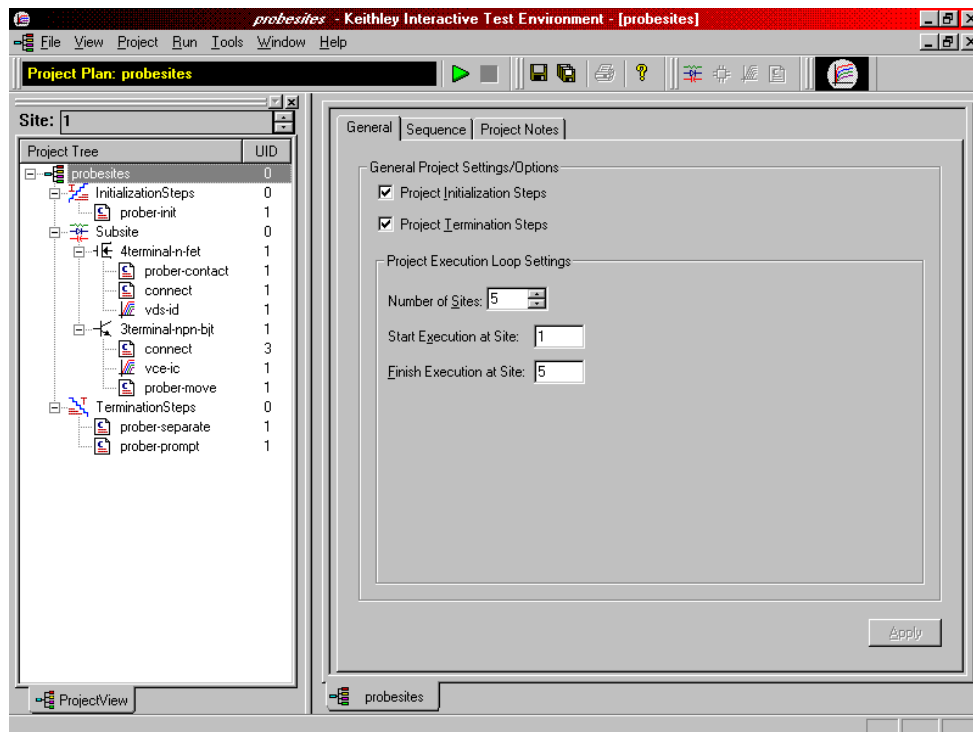 probesites - Keithley Interactive Test Environment - [probesites]
File View Project Run Tools Window Help
Project Plan: probesites
Site: 1
Project Tree UID
probesites 0
InitializationSteps 0
prober-init 1
Subsite 0
4terminal-n-fet 1
prober-contact 1
connect 1
vds-id 1
3terminal-npn-bjt 1
connect 3
vce-ic 1
prober-move 1
TerminationSteps 0
prober-separate 1
prober-prompt 1
ProjectView
General Sequence Project Notes
General Project Settings/Options
Project Initialization Steps
Project Termination Steps
Project Execution Loop Settings
Number of Sites: 5
Start Execution at Site: 1
Finish Execution at Site: 5
Apply
probesites